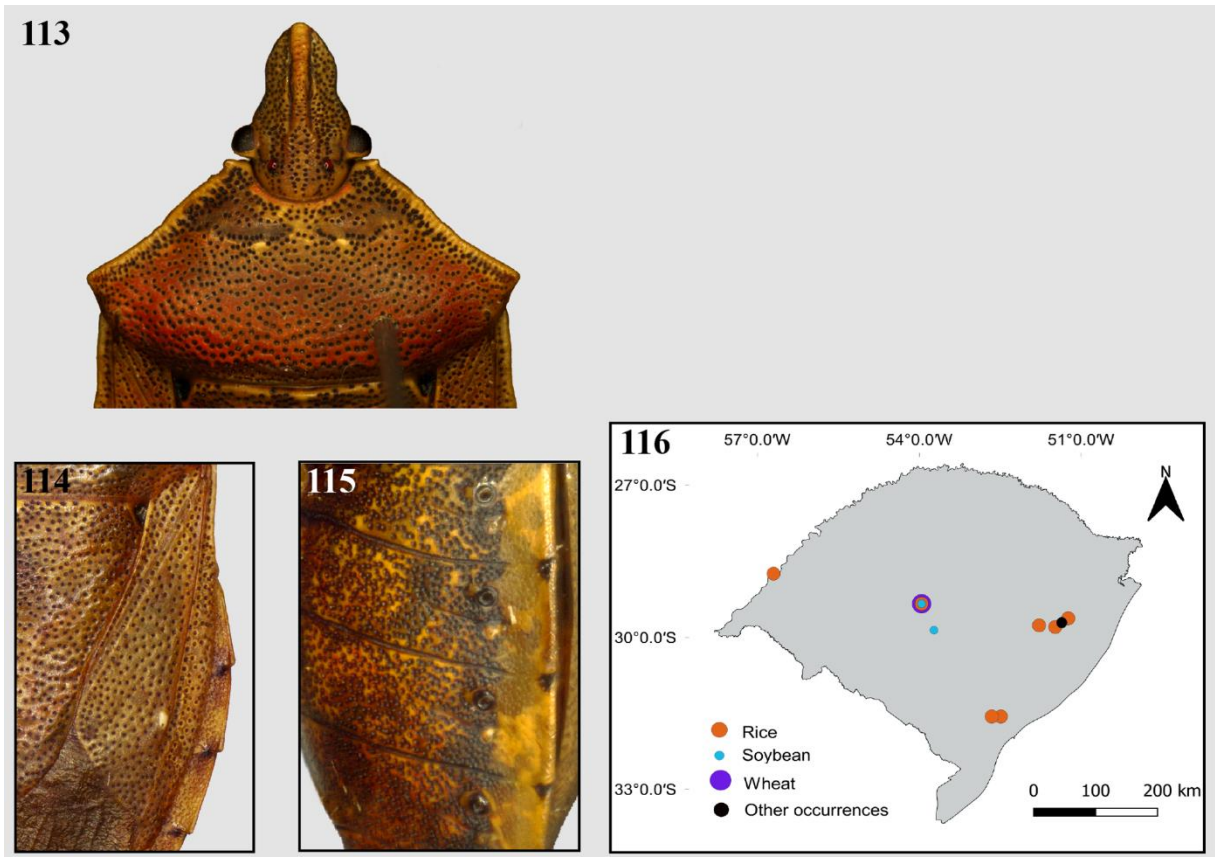 113
114
115
116
57°0.0'W 54°0.0'W 51°0.0'W
27°0.0'S
N
30°0.0'S
33°0.0'S
Rice
Soybean
Wheat
Other occurrences
0 100 200 km